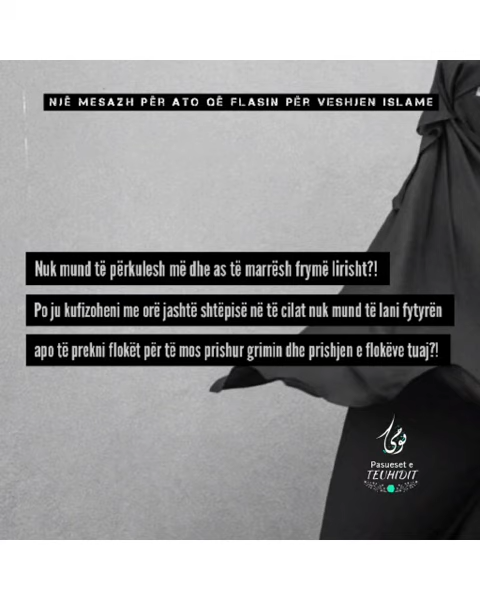 NJË MESAZH PËR ATO QË FLASIN PËR VESHJEN ISLAME
Nuk mund të përkulesh më dhe as të marrësh frymë lirisht?!
Po ju kufizoheni me orë jashtë shtëpisë në të cilat nuk mund të lani fytyrën
apo të prekni flokët për të mos prishur grimin dhe prishjen e flokëve tuaj?!
Pasueset e
TEUHIDIT